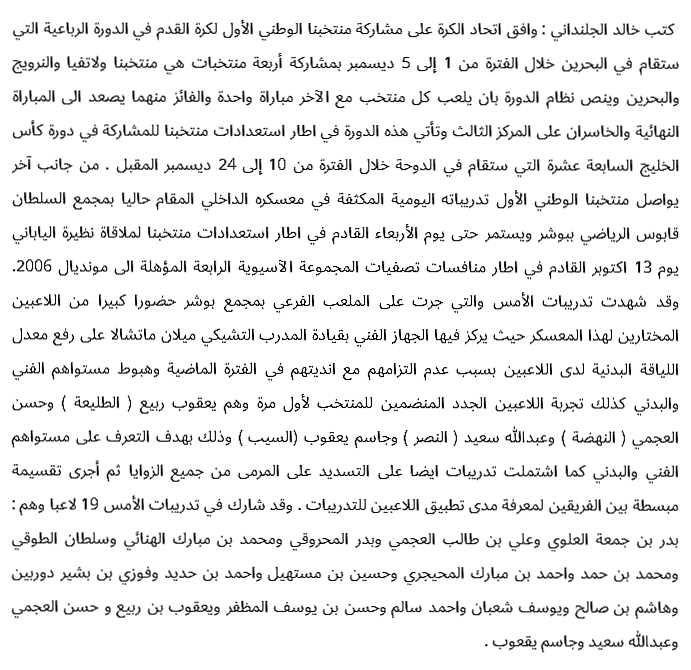 كتب خالد الجلنداني : وافق اتحاد الكرة على مشاركة منتخبنا الوطني الأول لكرة القدم في الدورة الرباعية التي
ستقام في البحرين خلال الفترة من 1 إلى 5 ديسمبر بمشاركة أربعة منتخبات هي منتخبنا ولاتفيا والنرويج
والبحرين وينص نظام الدورة بان يلعب كل منتخب مع الآخر مباراة واحدة والفائز منهما يصعد الى المباراة
النهائية والخاسران على المركز الثالث وتأتي هذه الدورة في اطار استعدادات منتخبنا للمشاركة في دورة كأس
الخليج السابعة عشرة التي ستقام في الدوحة خلال الفترة من 10 إلى 24 ديسمبر المقبل . من جانب آخر
يواصل منتخبنا الوطني الأول تدريباته اليومية المكثفة في معسكره الداخلي المقام حاليا بمجمع السلطان
قابوس الرياضي ببوشر ويستمر حتى يوم الأربعاء القادم في اطار استعدادات منتخبنا لملاقاة نظيرة الياباني
يوم 13 اكتوبر القادم في اطار منافسات تصفيات المجموعة الآسيوية الرابعة المؤهلة الى مونديال 2006.
وقد شهدت تدريبات الأمس والتي جرت على الملعب الفرعي بمجمع بوشر حضورا كبيرا من اللاعبين
المختارين لهذا المعسكر حيث يركز فيها الجهاز الفني بقيادة المدرب التشيكي ميلان ماتشالا على رفع معدل
اللياقة البدنية لدى اللاعبين بسبب عدم التزامهم مع انديتهم في الفترة الماضية وهبوط مستواهم الفني
والبدني كذلك تجربة اللاعبين الجدد المنضمين للمنتخب لأول مرة وهم يعقوب ربيع ( الطليعة ) وحسن
العجمي ( النهضة ) وعبدالله سعيد ( النصر ) وجاسم يعقوب (السيب ) وذلك بهدف التعرف على مستواهم
الفني والبدني كما اشتملت تدريبات ايضا على التسديد على المرمى من جميع الزوايا ثم أجرى تقسيمة
مبسطة بين الفريقين لمعرفة مدى تطبيق اللاعبين للتدريبات . وقد شارك في تدريبات الأمس 19 لاعبا وهم :
بدر بن جمعة العلوي وعلي بن طالب العجمي وبدر المحروقي ومحمد بن مبارك الهنائي وسلطان الطوقي
ومحمد بن حمد واحمد بن مبارك المحيجري وحسين بن مستهيل واحمد بن حديد وفوزي بن بشير دوربين
وهاشم بن صالح ويوسف شعبان واحمد سالم وحسن بن يوسف المظفر ويعقوب بن ربيع و حسن العجمي
وعبدالله سعيد وجاسم يقعوب .